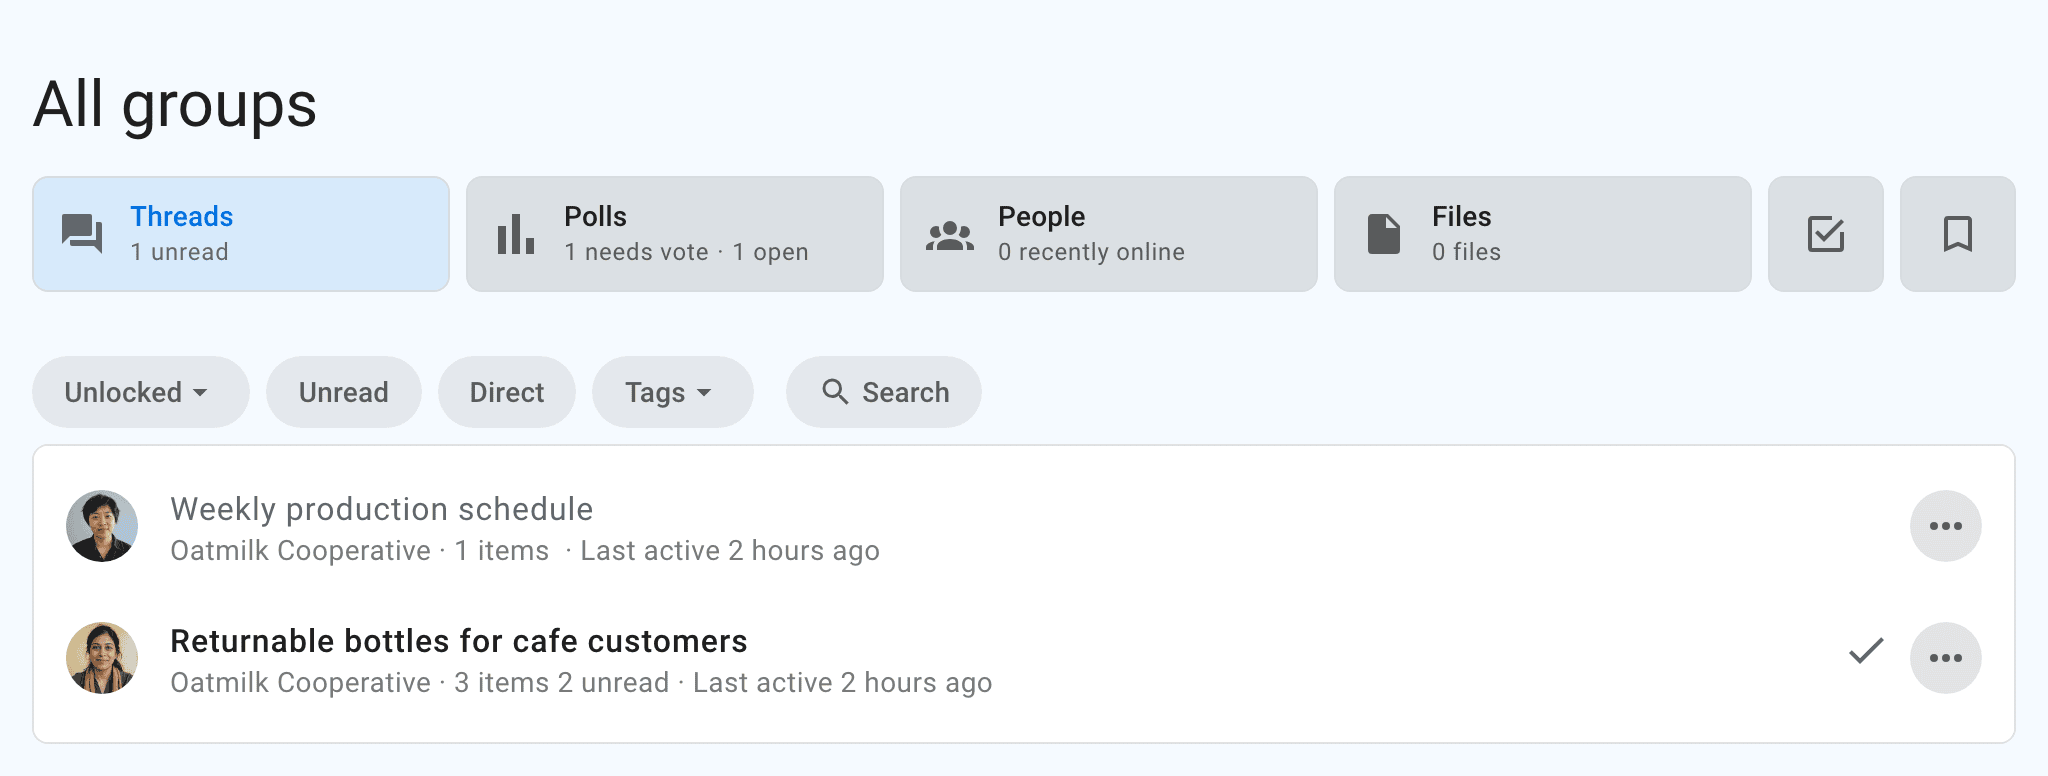 All groups
Threads
1 unread
Polls
1 needs vote · 1 open
People
0 recently online
Files
0 files
Unlocked
Unread
Direct
Tags
Search
Weekly production schedule
Oatmilk Cooperative · 1 items · Last active 2 hours ago
Returnable bottles for cafe customers
Oatmilk Cooperative · 3 items 2 unread · Last active 2 hours ago